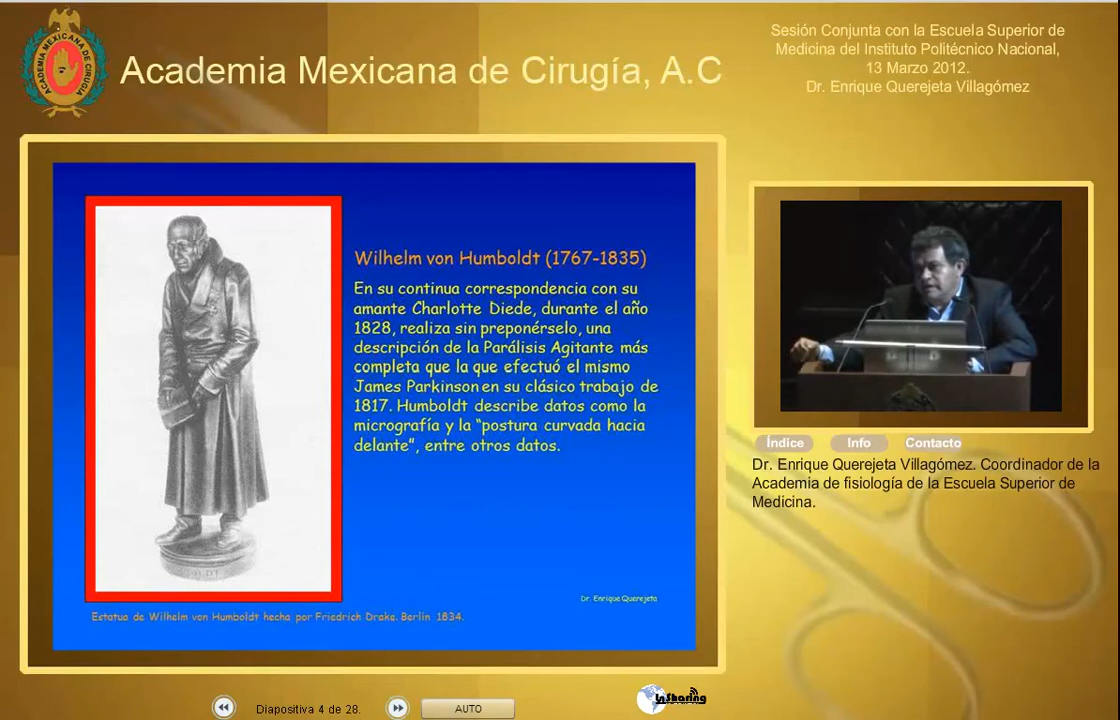 ACADEMIA MEXICANA DE CIRUGIA
Academia Mexicana de Cirugía, A.C
Sesión Conjunta con la Escuela Superior de
Medicina del Instituto Politécnico Nacional,
13 Marzo 2012.
Dr. Enrique Querejeta Villagómez
Wilhelm von Humboldt (1767-1835)
En su continua correspondencia con su
amante Charlotte Diede, durante el año
1828, realiza sin preponérselo, una
descripción de la Parálisis Agitante más
completa que la que efectuó el mismo
James Parkinson en su clásico trabajo de
1817. Humboldt describe datos como la
micrografía y la "postura curvada hacia
delante", entre otros datos.
Dr. Enrique Querejeta
Estatua de Wilhelm von Humboldt hecha por Friedrich Drake. Berlin 1834.
Índice Info Contacto
Dr. Enrique Querejeta Villagómez. Coordinador de la
Academia de fisiología de la Escuela Superior de
Medicina.
Diapositiva 4 de 28.
AUTO
InSharing